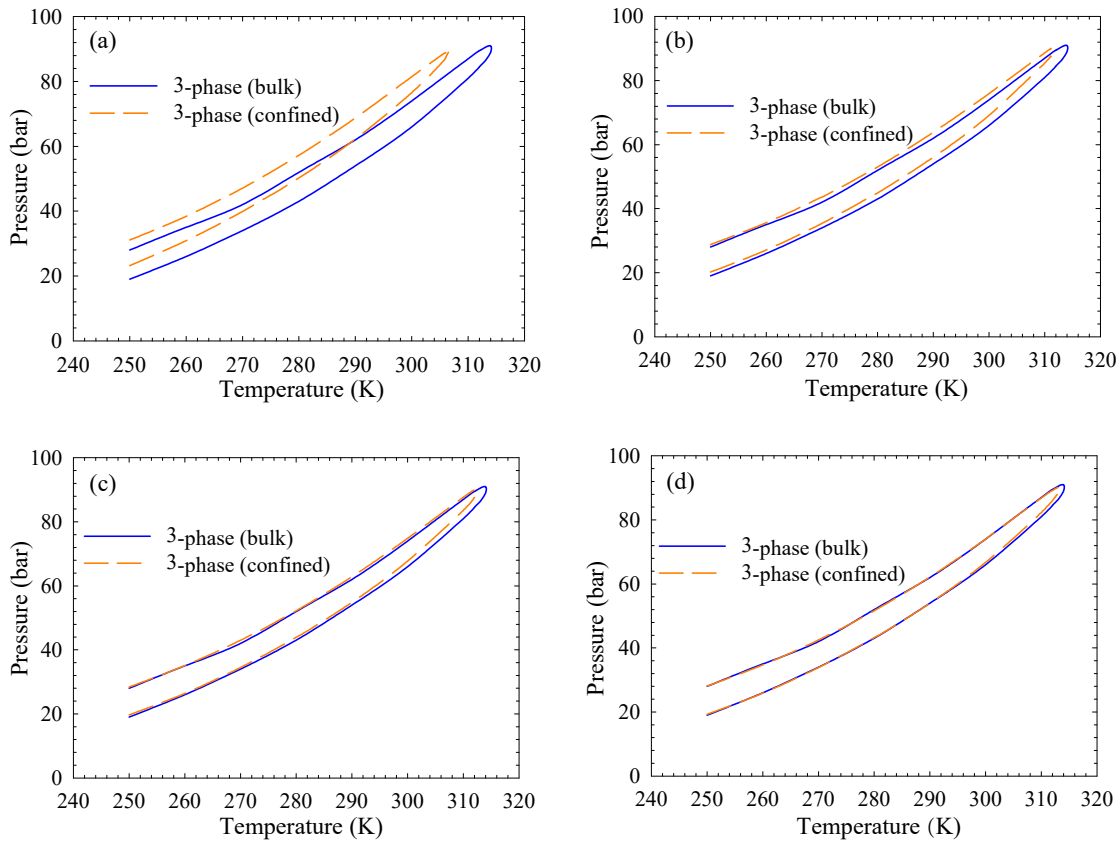 (a)
3-phase (bulk)
3-phase (confined)
Pressure (bar)
100
80
60
40
20
0
240 250 260 270 280 290 300 310 320
Temperature (K)
(b)
3-phase (bulk)
3-phase (confined)
Pressure (bar)
100
80
60
40
20
0
240 250 260 270 280 290 300 310 320
Temperature (K)
(c)
3-phase (bulk)
3-phase (confined)
Pressure (bar)
100
80
60
40
20
0
240 250 260 270 280 290 300 310 320
Temperature (K)
(d)
3-phase (bulk)
3-phase (confined)
Pressure (bar)
100
80
60
40
20
0
240 250 260 270 280 290 300 310 320
Temperature (K)